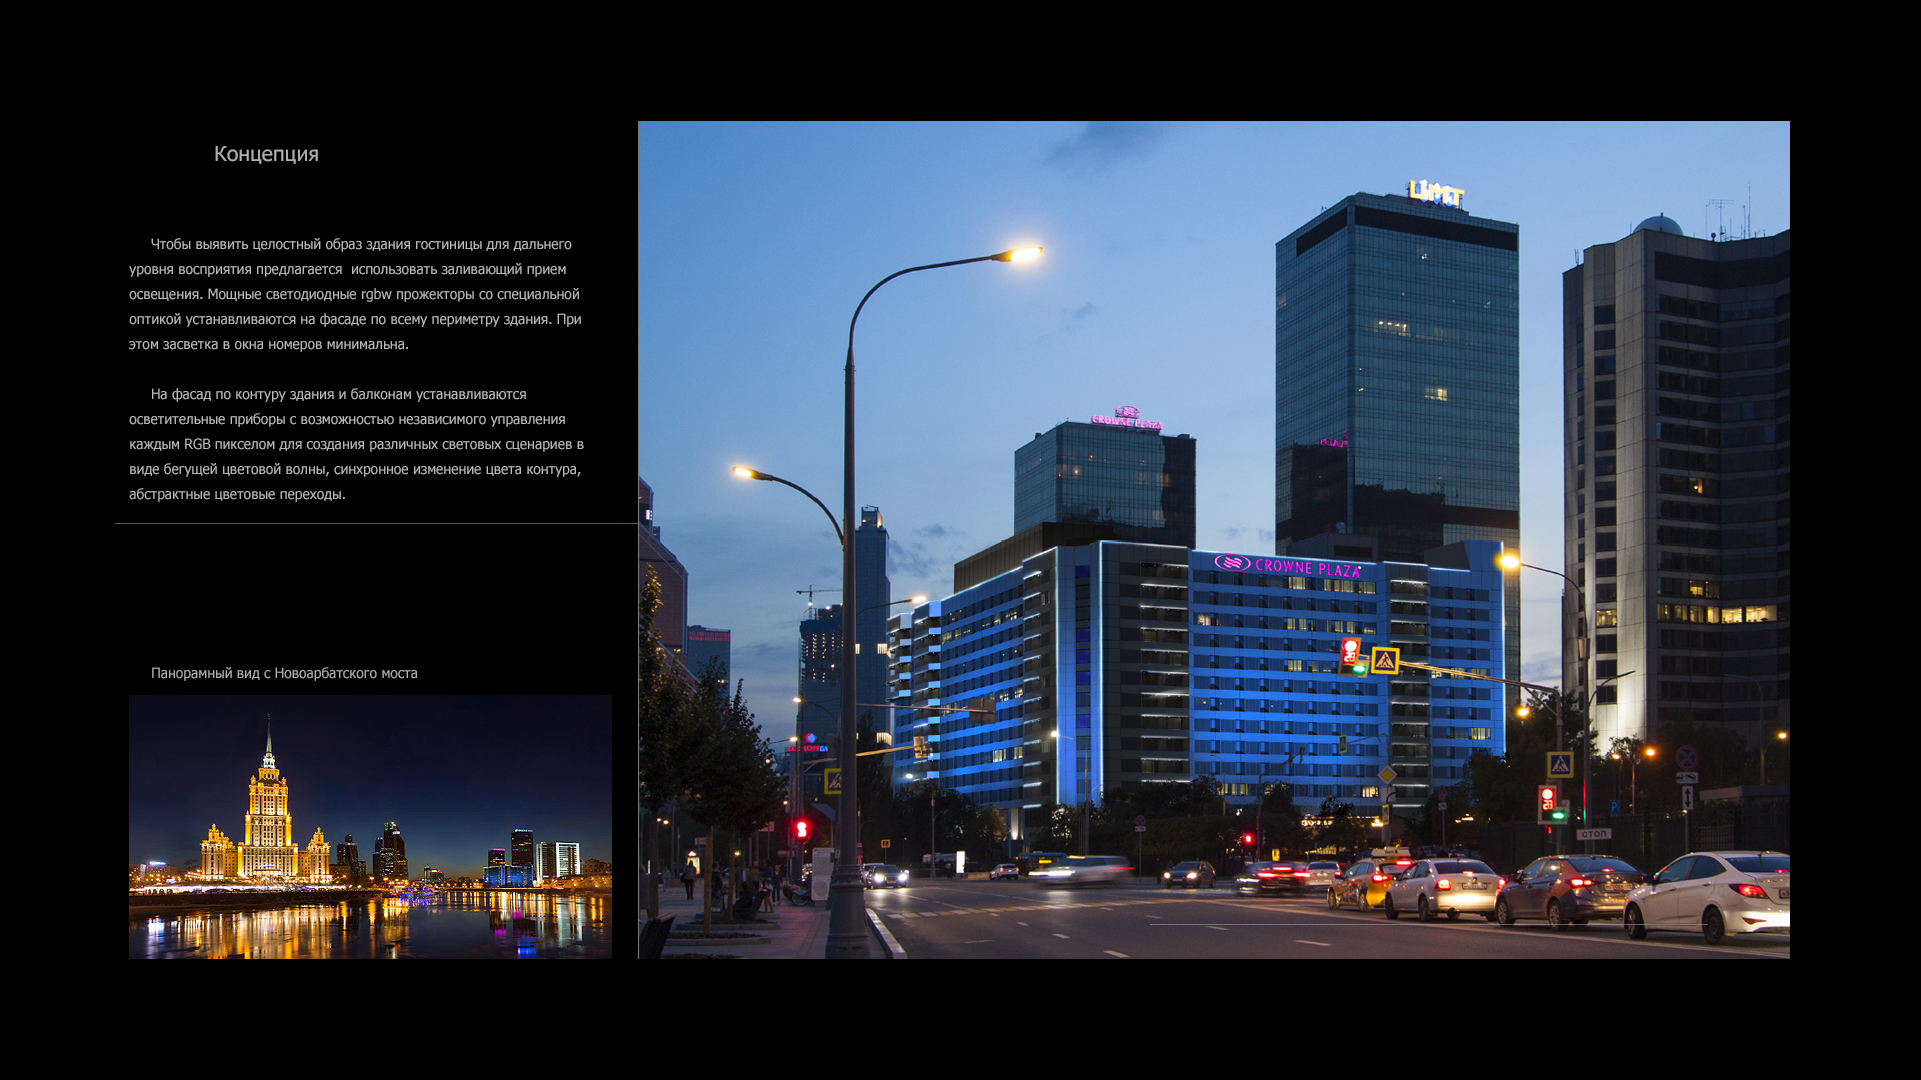 Концепция
Чтобы выявить целостный образ здания гостиницы для дальнего
уровня восприятия предлагается  использовать заливающий прием
освещения. Мощные светодиодные rgbw прожекторы со специальной
оптикой устанавливаются на фасаде по всему периметру здания. При
этом засветка в окна номеров минимальна.
На фасад по контуру здания и балконам устанавливаются
осветительные приборы с возможностью независимого управления
каждым RGB пикселом для создания различных световых сценариев в
виде бегущей цветовой волны, синхронное изменение цвета контура,
абстрактные цветовые переходы.
Панорамный вид с Новоарбатского моста
ЦМТ
CROWNE PLAZA
CROWNE PLAZA
СТОП